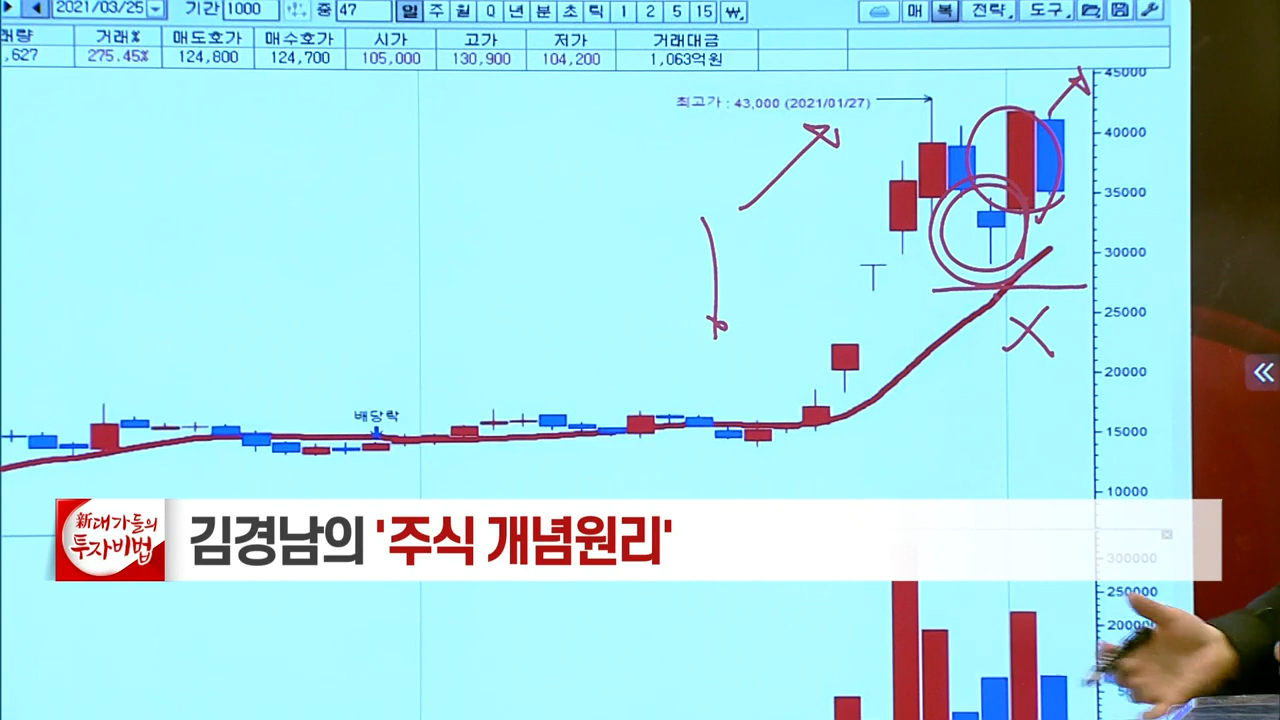 2021/03/25 기간 1000 중 47 일 주 월 Q 년 분 초 틱 1 2 5 15 ₩ 매 복 전략 도구
거래% 매도호가 매수호가 시가 고가 저가 거래대금
,627 275.45% 124,800 124,700 105,000 130,900 104,200 1,063억원
45000
최고가 : 43,000 (2021/01/27)
40000
35000
30000
25000
20000
배당락
15000
10000
新대가들의
투자비법
김경남의 '주식 개념원리'
300000
250000